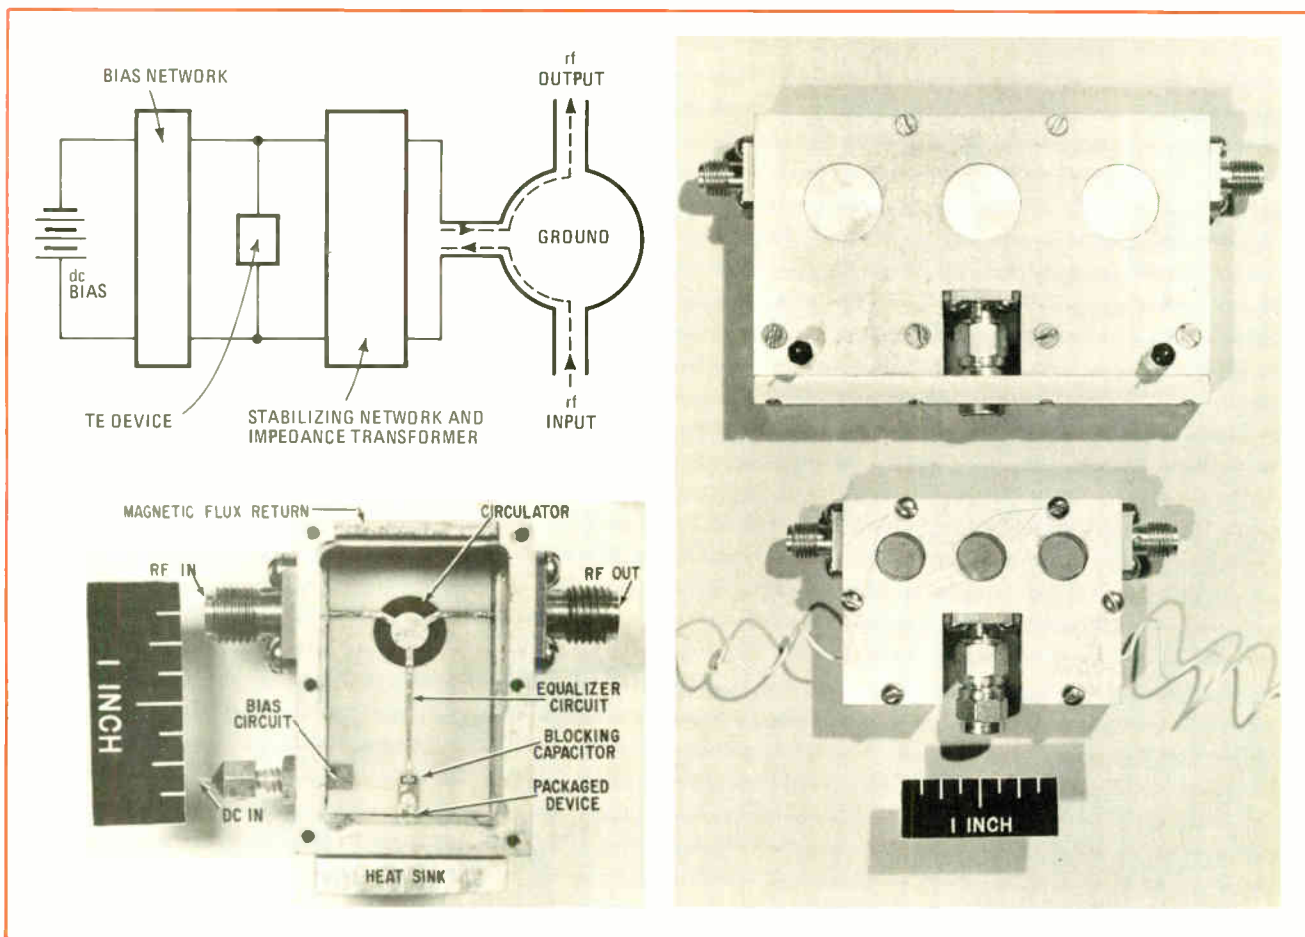 BIAS NETWORK
rf
OUTPUT
dc
BIAS
GROUND
TE DEVICE
STABILIZING NETWORK AND
IMPEDANCE TRANSFORMER
rf
INPUT
MAGNETIC FLUX RETURN
CIRCULATOR
RF IN
RF OUT
1 INCH
BIAS
CIRCUIT
EQUALIZER
CIRCUIT
BLOCKING
CAPACITOR
PACKAGED
DEVICE
DC IN
HEAT SINK
1 INCH